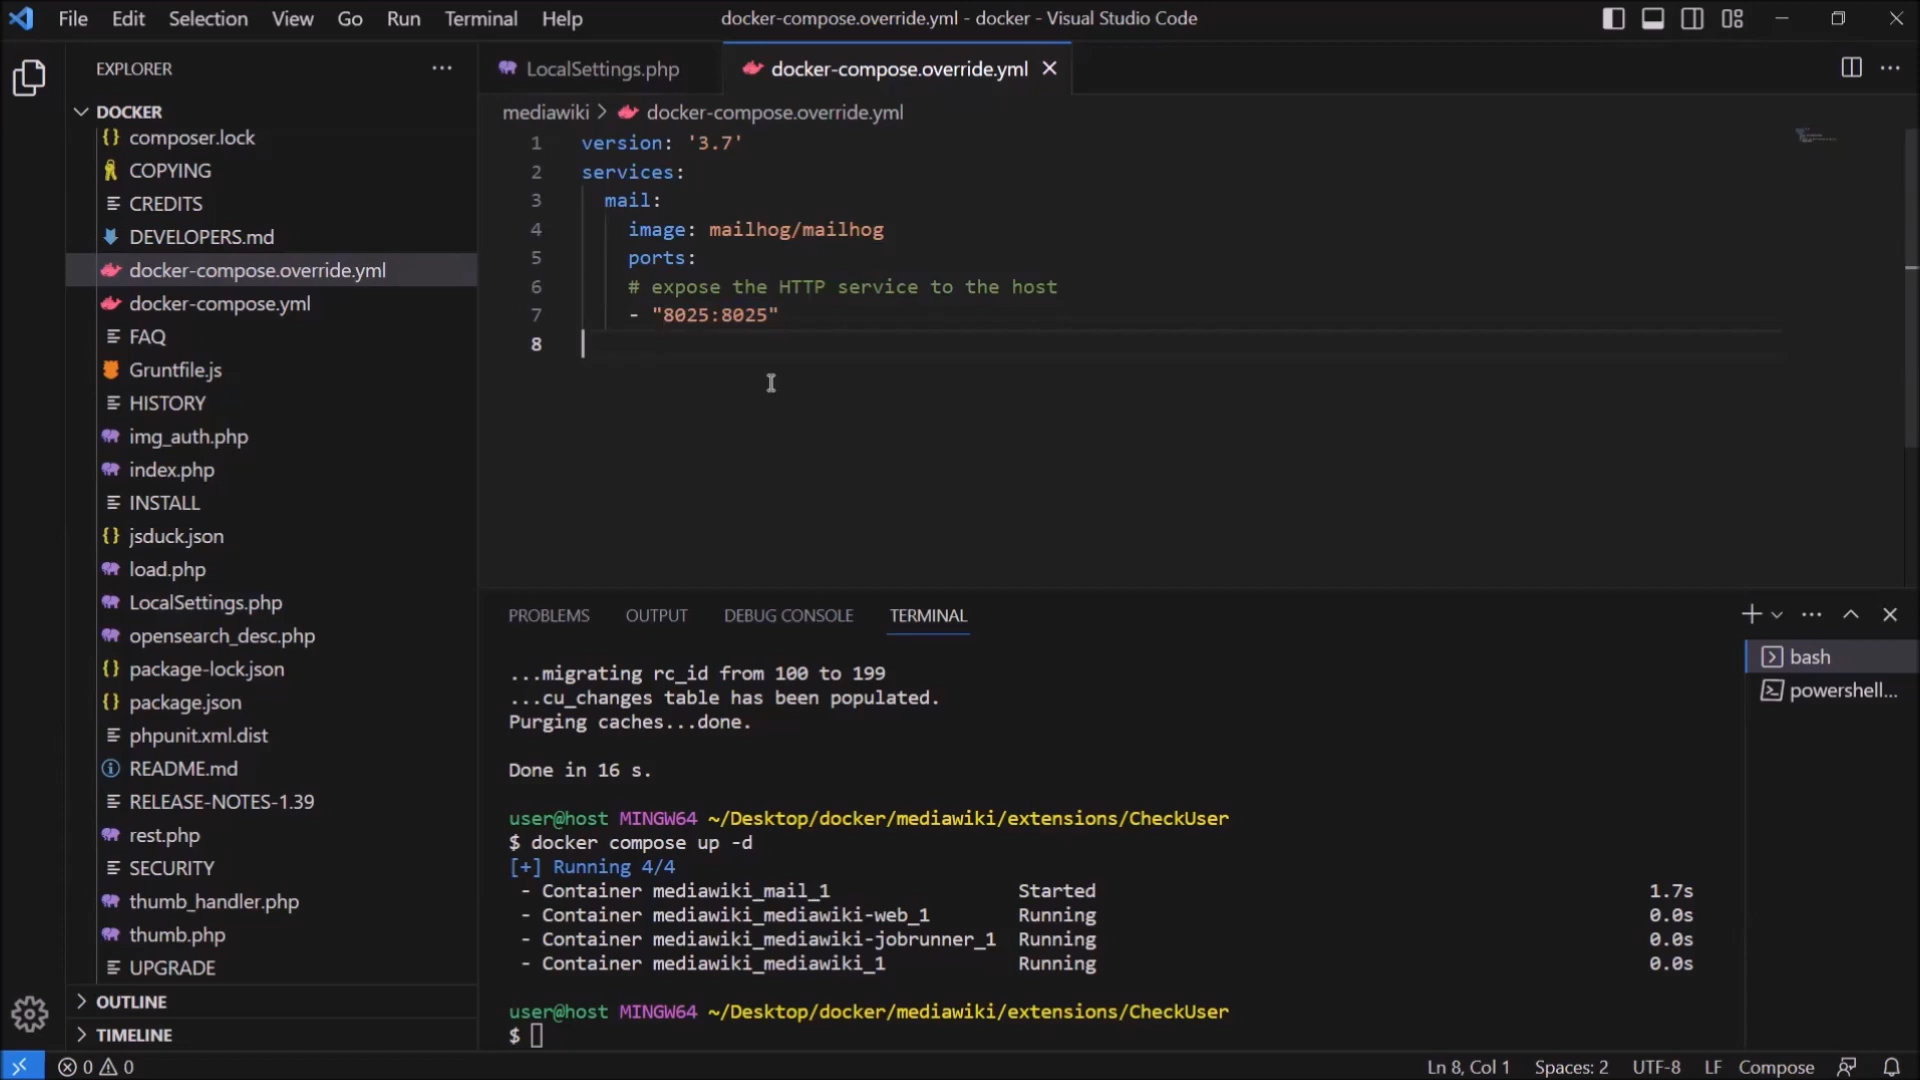 File Edit Selection View Go Run Terminal Help
docker-compose.override.yml - docker - Visual Studio Code
EXPLORER
DOCKER
composer.lock
COPYING
CREDITS
DEVELOPERS.md
docker-compose.override.yml
docker-compose.yml
FAQ
Gruntfile.js
HISTORY
img_auth.php
index.php
INSTALL
jsduck.json
load.php
LocalSettings.php
opensearch_desc.php
package-lock.json
package.json
phpunit.xml.dist
README.md
RELEASE-NOTES-1.39
rest.php
SECURITY
thumb_handler.php
thumb.php
UPGRADE
OUTLINE
TIMELINE
LocalSettings.php docker-compose.override.yml
mediawiki > docker-compose.override.yml
1 version: '3.7'
2 services:
3 mail:
4 image: mailhog/mailhog
5 ports:
6 # expose the HTTP service to the host
7 - "8025:8025"
8
PROBLEMS OUTPUT DEBUG CONSOLE TERMINAL
...migrating rc_id from 100 to 199
...cu_changes table has been populated.
Purging caches...done.
Done in 16 s.
user@host MINGW64 ~/Desktop/docker/mediawiki/extensions/CheckUser
$ docker compose up -d
[+] Running 4/4
- Container mediawiki_mail_1 Started 1.7s
- Container mediawiki_mediawiki-web_1 Running 0.0s
- Container mediawiki_mediawiki-jobrunner_1 Running 0.0s
- Container mediawiki_mediawiki_1 Running 0.0s
user@host MINGW64 ~/Desktop/docker/mediawiki/extensions/CheckUser
$
bash
powershell...
0 0
Ln 8, Col 1 Spaces: 2 UTF-8 LF Compose